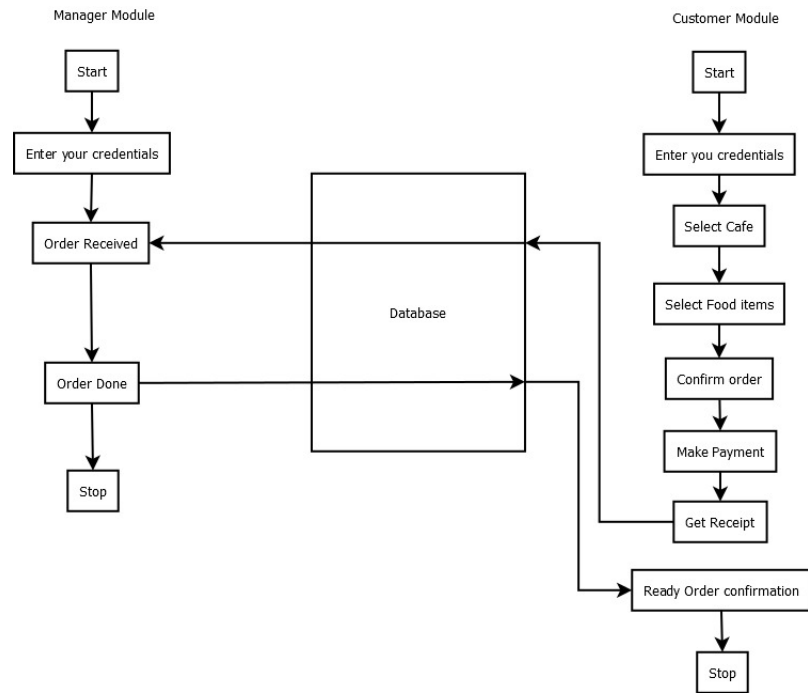 Manager Module
Customer Module
Start
Start
Enter your credentials
Enter you credentials
Select Cafe
Order Received
Select Food items
Database
Order Done
Confirm order
Make Payment
Stop
Get Receipt
Ready Order confirmation
Stop